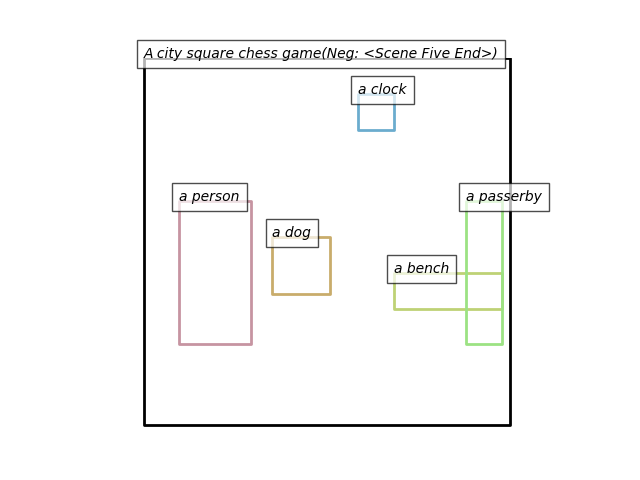 A city square chess game(Neg: <Scene Five End>)
a clock
a person
a passerby
a dog
a bench